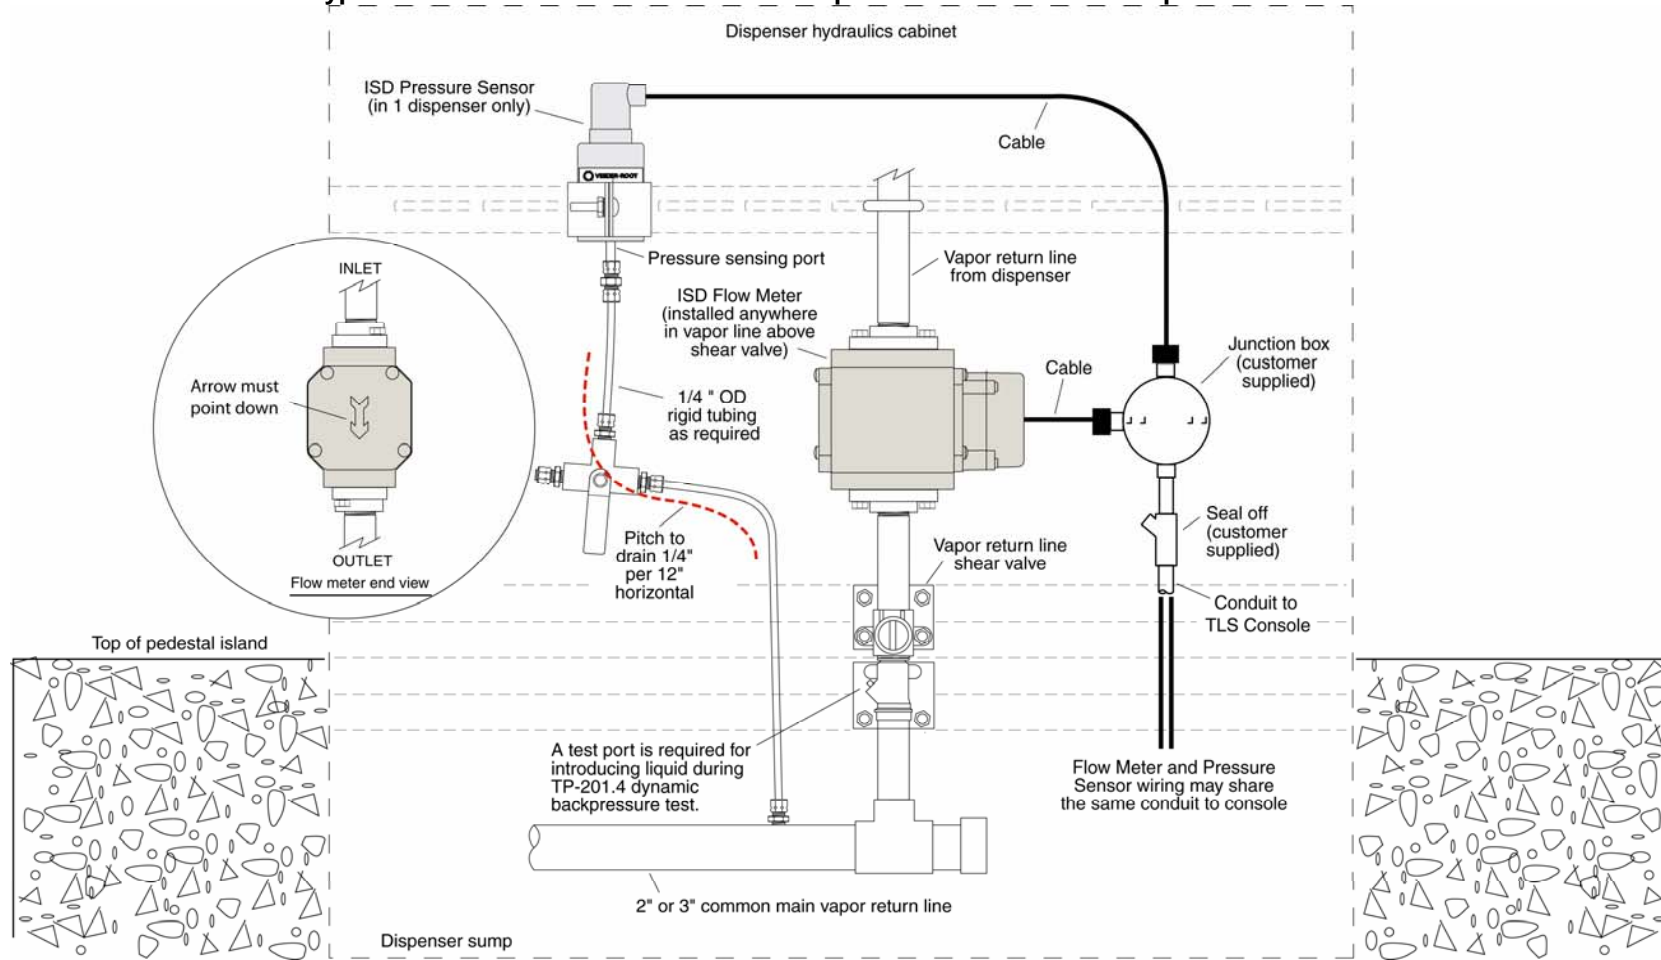 Dispenser hydraulics cabinet
ISD Pressure Sensor
(in 1 dispenser only)
Cable
VEEDER-ROOT
Pressure sensing port
Vapor return line
from dispenser
ISD Flow Meter
(installed anywhere
in vapor line above
shear valve)
INLET
Arrow must
point down
OUTLET
Flow meter end view
1/4 " OD
rigid tubing
as required
Cable
Junction box
(customer
supplied)
Pitch to
drain 1/4"
per 12"
horizontal
Seal off
(customer
supplied)
Vapor return line
shear valve
Conduit to
TLS Console
Top of pedestal island
A test port is required for
introducing liquid during
TP-201.4 dynamic
backpressure test.
Flow Meter and Pressure
Sensor wiring may share
the same conduit to console
2" or 3" common main vapor return line
Dispenser sump